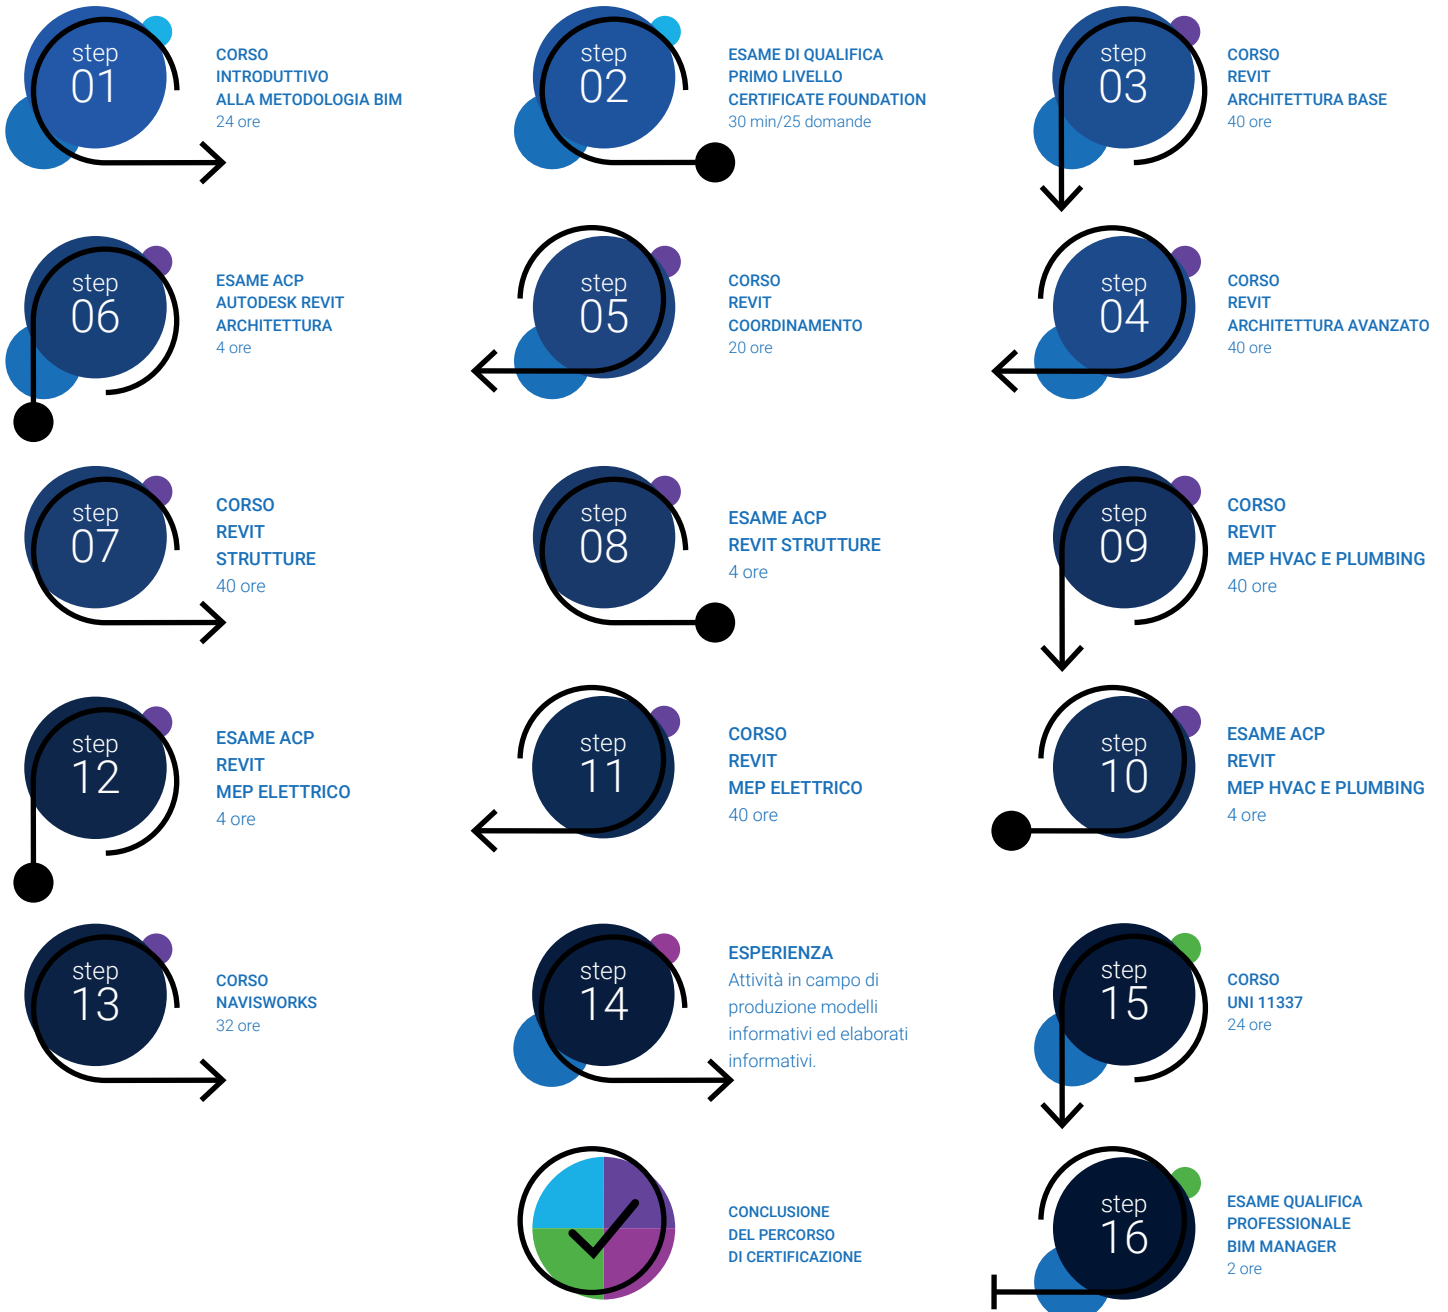 step
01
CORSO
INTRODUTTIVO
ALLA METODOLOGIA BIM
24 ore
step
02
ESAME DI QUALIFICA
PRIMO LIVELLO
CERTIFICATE FOUNDATION
30 min/25 domande
step
03
CORSO
REVIT
ARCHITETTURA BASE
40 ore
step
06
ESAME ACP
AUTODESK REVIT
ARCHITETTURA
4 ore
step
05
CORSO
REVIT
COORDINAMENTO
20 ore
step
04
CORSO
REVIT
ARCHITETTURA AVANZATO
40 ore
step
07
CORSO
REVIT
STRUTTURE
40 ore
step
08
ESAME ACP
REVIT STRUTTURE
4 ore
step
09
CORSO
REVIT
MEP HVAC E PLUMBING
40 ore
step
12
ESAME ACP
REVIT
MEP ELETTRICO
4 ore
step
11
CORSO
REVIT
MEP ELETTRICO
40 ore
step
10
ESAME ACP
REVIT
MEP HVAC E PLUMBING
4 ore
step
13
CORSO
NAVISWORKS
32 ore
step
14
ESPERIENZA
Attività in campo di
produzione modelli
informativi ed elaborati
informativi.
step
15
CORSO
UNI 11337
24 ore
CONCLUSIONE
DEL PERCORSO
DI CERTIFICAZIONE
step
16
ESAME QUALIFICA
PROFESSIONALE
BIM MANAGER
2 ore